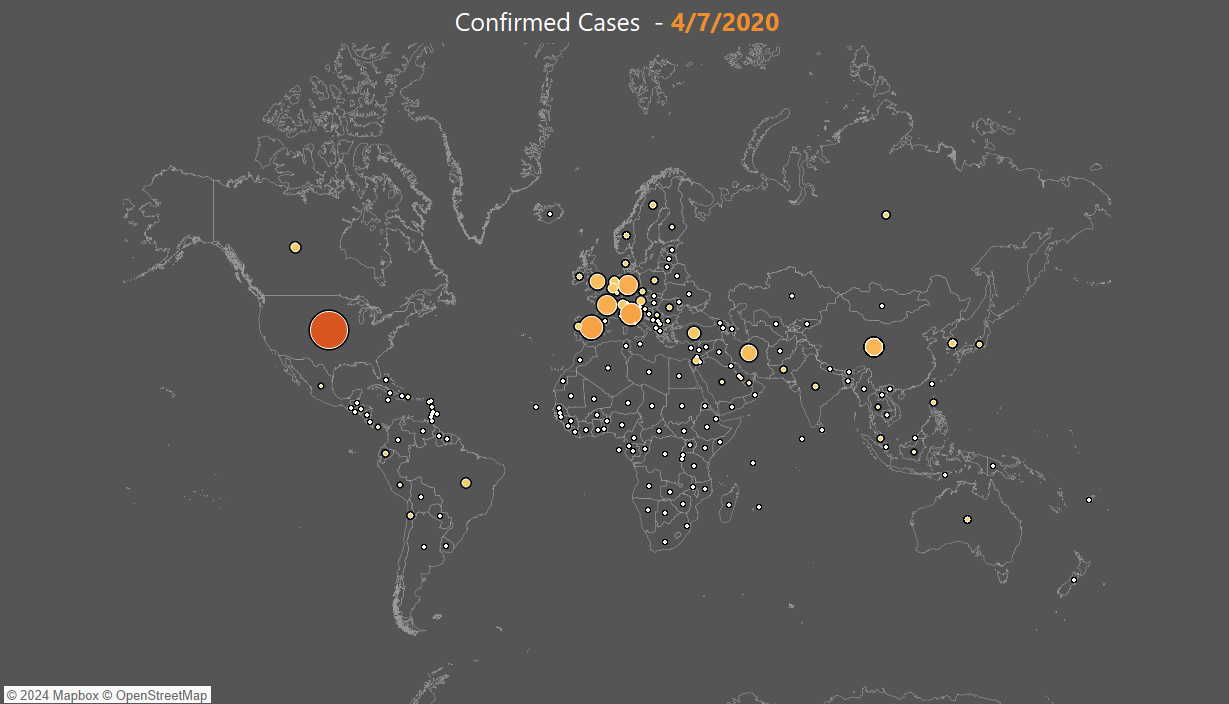 Confirmed Cases - 4/7/2020
© 2024 Mapbox © OpenStreetMap